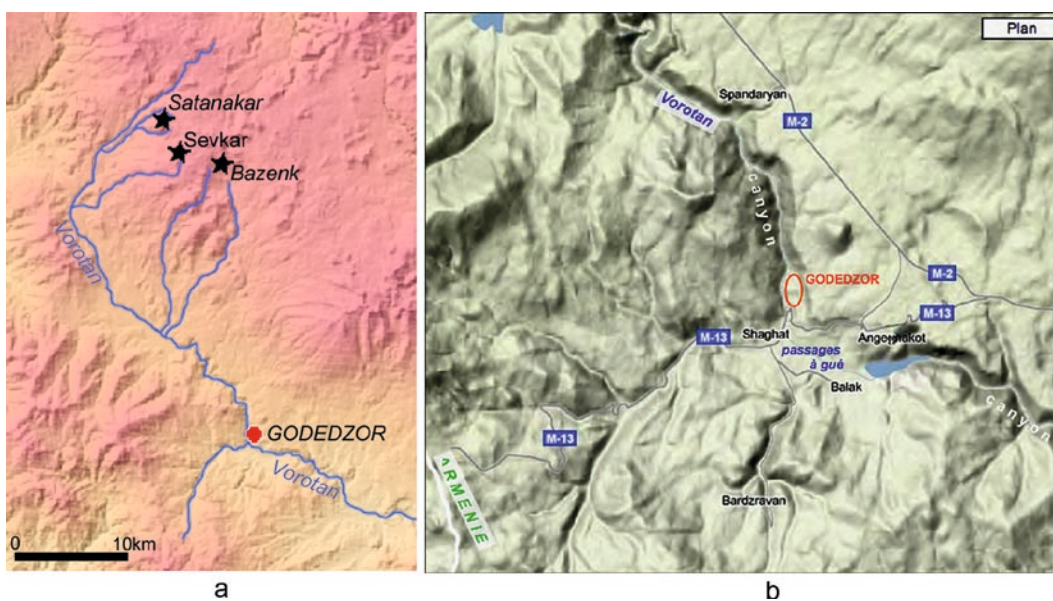 Satanakar
Sevkar
Bazenk
Vorotan
GODEDZOR
Vorotan
0 10km
a
Plan
Spandaryan
Vorotan
M-2
canyon
GODEDZOR
M-2
M-13
Shaghat
M-13
Angeghakot
passages
à gué
Balak
canyon
M-13
ARMENIE
Bardzravan
b